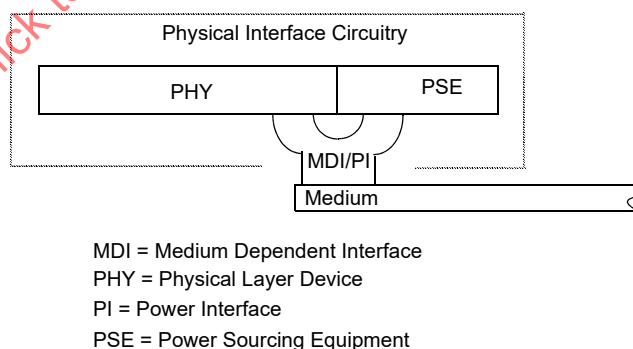 Physical Interface Circuitry
PHY
PSE
MDI/PI
Medium
MDI = Medium Dependent Interface
PHY = Physical Layer Device
PI = Power Interface
PSE = Power Sourcing Equipment